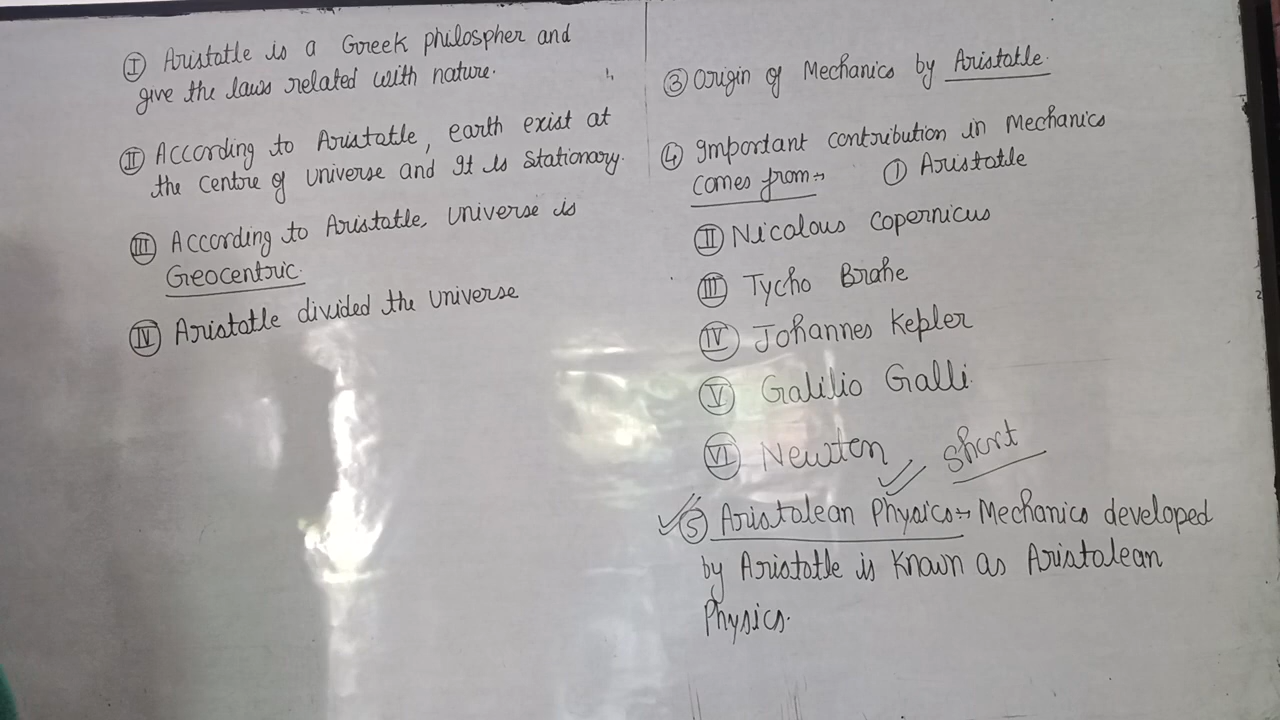 Ⓘ Aristotle is a Greek philospher and
give the laws related with nature.
Ⓘ︀Ⓘ According to Aristotle, earth exist at
the centre of universe and It is Stationary.
III According to Aristotle, Universe is
Geocentric.
IV Aristotle divided the Universe
③ Origin of Mechanics by Aristotle.
④ Important contribution in Mechanics
comes from:- ① Aristotle
II Nicolous Copernicus
III Tycho Brahe
IV Johannes Kepler
V Galilio Galli
VI Newton Short
⑤ Aristolean Physics:- Mechanics developed
by Aristotle is Known as Aristolean
Physics.